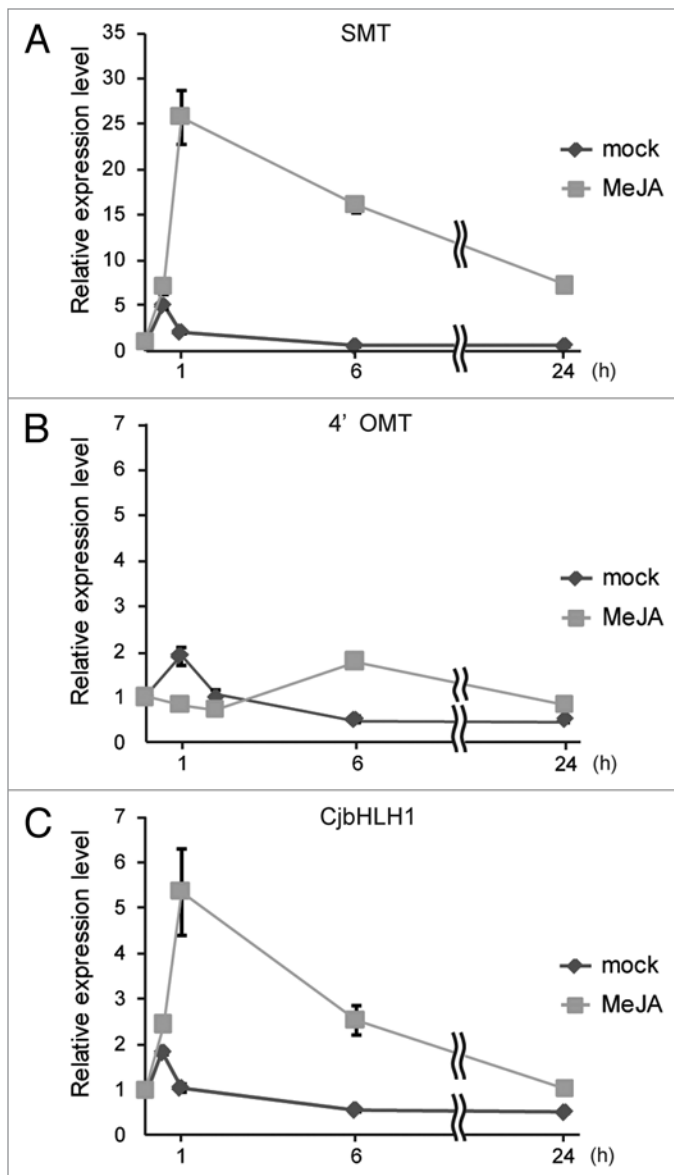 A
SMT
Relative expression level
35
30
25
20
15
10
5
0
1
6
24
(h)
mock
MeJA
B
4' OMT
Relative expression level
7
6
5
4
3
2
1
0
1
6
24
(h)
mock
MeJA
C
CjbHLH1
Relative expression level
7
6
5
4
3
2
1
0
1
6
24
(h)
mock
MeJA